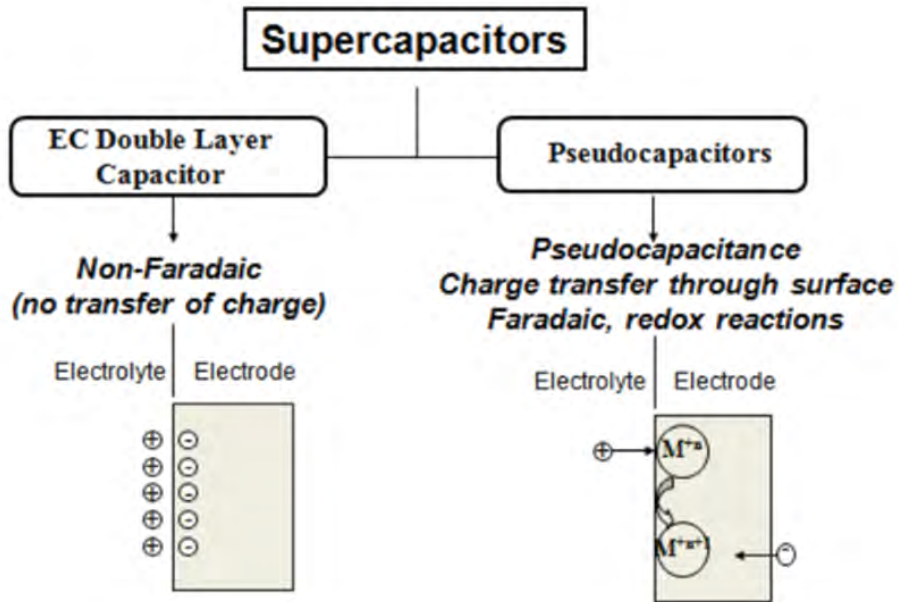 Supercapacitors
EC Double Layer
Capacitor
Pseudocapacitors
Non-Faradaic
(no transfer of charge)
Pseudocapacitance
Charge transfer through surface
Faradaic, redox reactions
Electrolyte Electrode
Electrolyte Electrode
⊕ ⊖
⊕ ⊖
⊕ ⊖
⊕ ⊖
⊕ ⊖
⊕ M⁺ⁿ
M⁺ⁿ⁺¹ ⊖